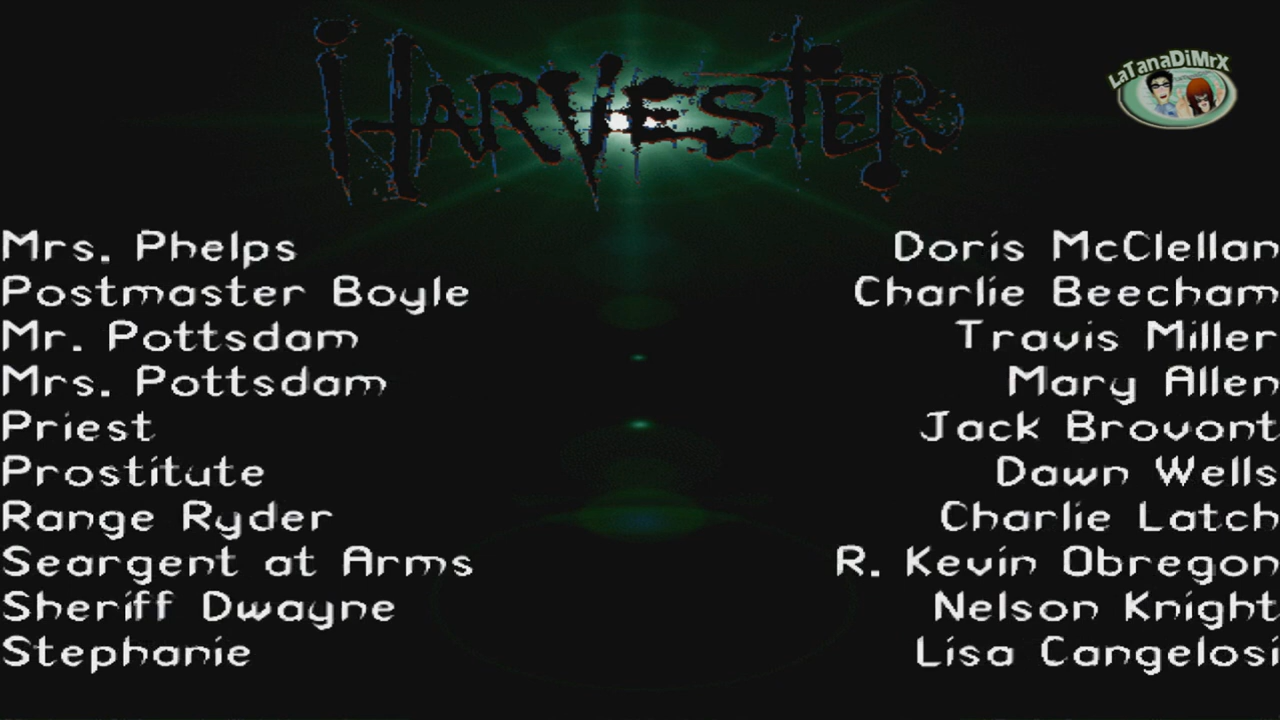 HARVESTER
LaTanaDiMrX
Mrs. Phelps Doris McClellan
Postmaster Boyle Charlie Beecham
Mr. Pottsdam Travis Miller
Mrs. Pottsdam Mary Allen
Priest Jack Brovont
Prostitute Dawn Wells
Range Ryder Charlie Latch
Seargent at Arms R. Kevin Obregon
Sheriff Dwayne Nelson Knight
Stephanie Lisa Cangelosi